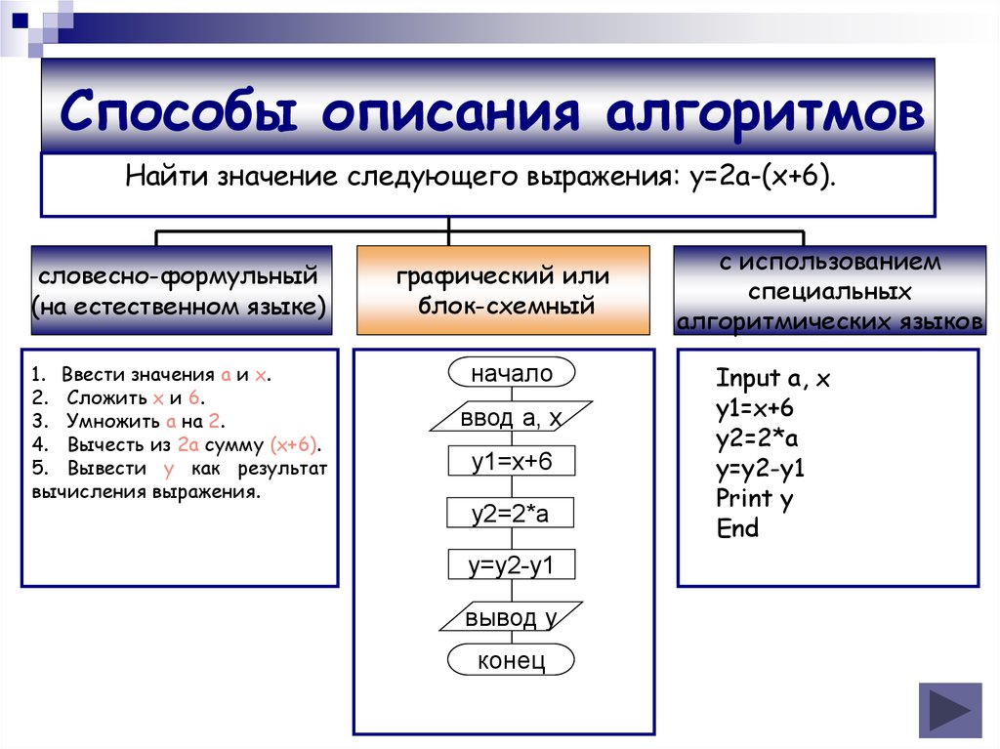 Способы описания алгоритмов
Найти значение следующего выражения: y=2a-(x+6).
словесно-формульный
(на естественном языке)
графический или
блок-схемный
с использованием
специальных
алгоритмических языков
1. Ввести значения а и х.
2. Сложить х и 6.
3. Умножить а на 2.
4. Вычесть из 2а сумму (х+6).
5. Вывести у как результат
вычисления выражения.
начало
ввод a, x
y1=x+6
y2=2*a
y=y2-y1
вывод y
конец
Input a, x
y1=x+6
y2=2*a
y=y2-y1
Print y
End